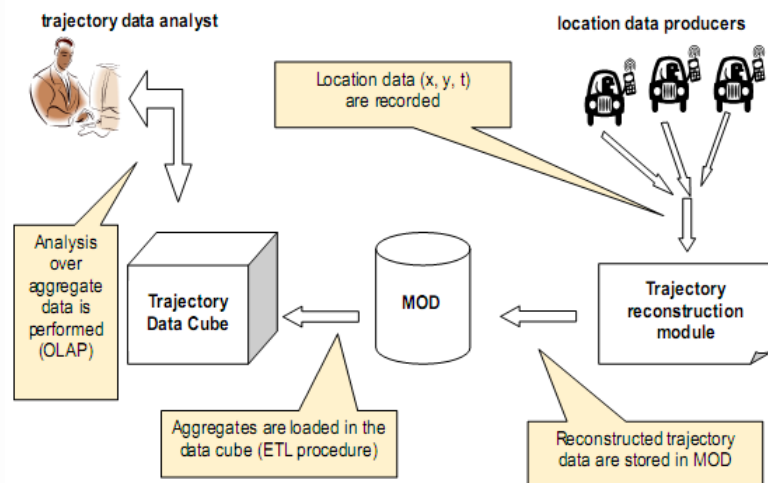 trajectory data analyst
location data producers
Location data (x, y, t)
are recorded
Analysis
over
aggregate
data is
performed
(OLAP)
Trajectory
Data Cube
MOD
Trajectory
reconstruction
module
Aggregates are loaded in the
data cube (ETL procedure)
Reconstructed trajectory
data are stored in MOD